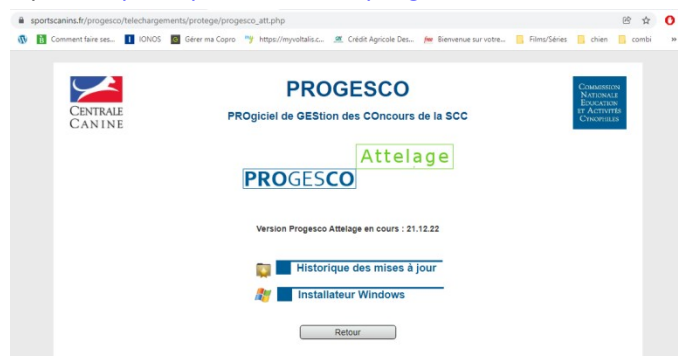 sportscanins.fr/progesco/telechargements/protege/progesco_att.php
Comment faire ses... IONOS Gérer ma Copro https://myvoltalis.c... Crédit Agricole Des... Bienvenue sur votre... Films/Séries chien combi »
CENTRALE
CANINE
PROGESCO
PROgiciel de GEStion des COncours de la SCC
COMMISSION
NATIONALE
EDUCATION
ET ACTIVITÉS
CYNOPHILES
Attelage
PROGESCO
Version Progesco Attelage en cours : 21.12.22
Historique des mises à jour
Installateur Windows
Retour